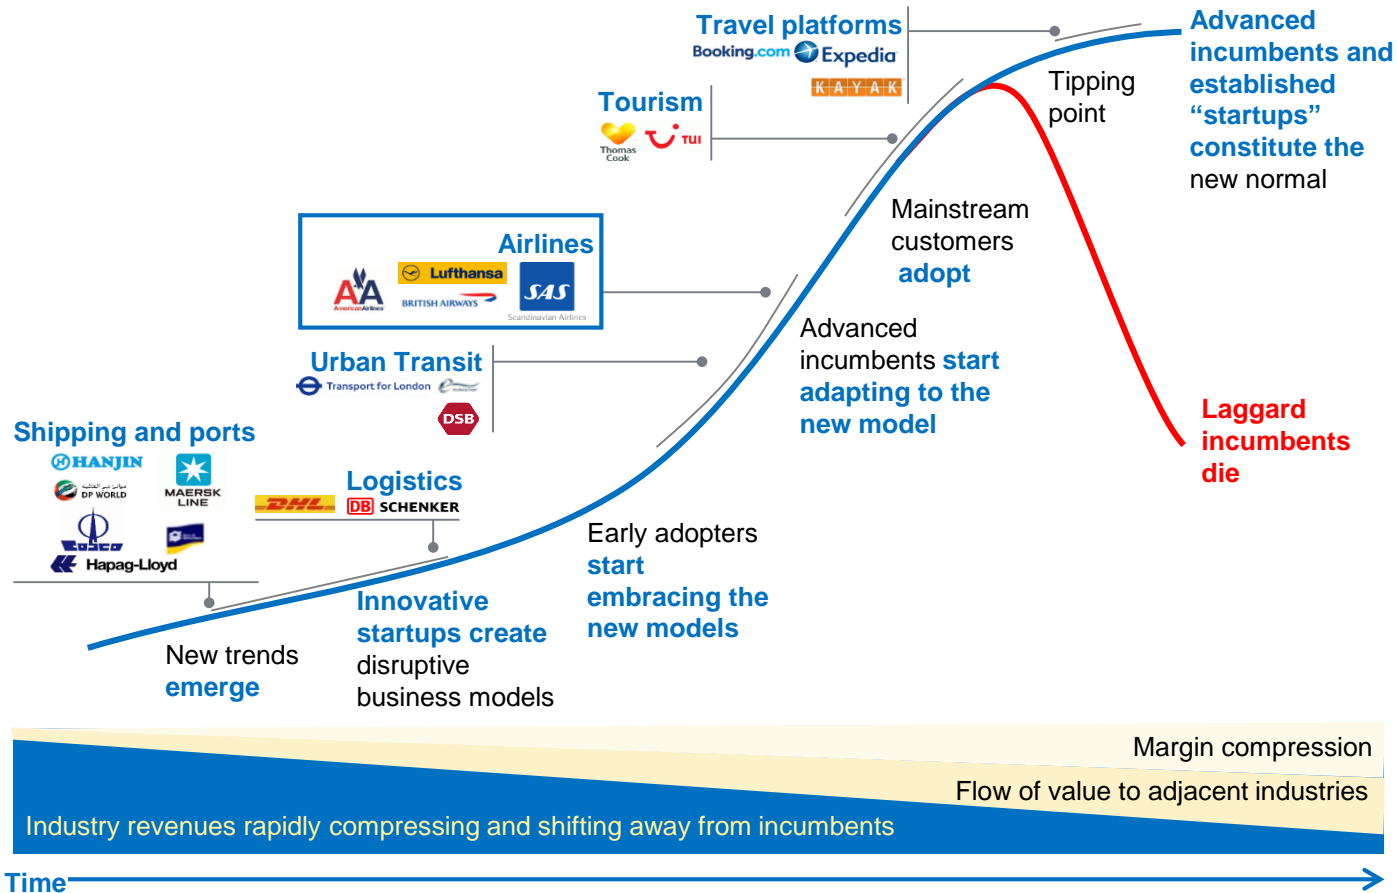 Travel platforms
Booking.com Expedia
KAYAK
Advanced
incumbents and
established
“startups”
constitute the
new normal
Tipping
point
Tourism
Thomas
Cook
TUI
Mainstream
customers
adopt
Airlines
AA
AmericanAirlines
Lufthansa
BRITISH AIRWAYS
SAS
Scandinavian Airlines
Advanced
incumbents start
adapting to the
new model
Urban Transit
Transport for London
DSB
Laggard
incumbents
die
Shipping and ports
HANJIN
DP WORLD
MAERSK
LINE
COSCO
Hapag-Lloyd
Logistics
DHL
DB SCHENKER
Early adopters
start
embracing the
new models
Innovative
startups create
disruptive
business models
New trends
emerge
Margin compression
Flow of value to adjacent industries
Industry revenues rapidly compressing and shifting away from incumbents
Time